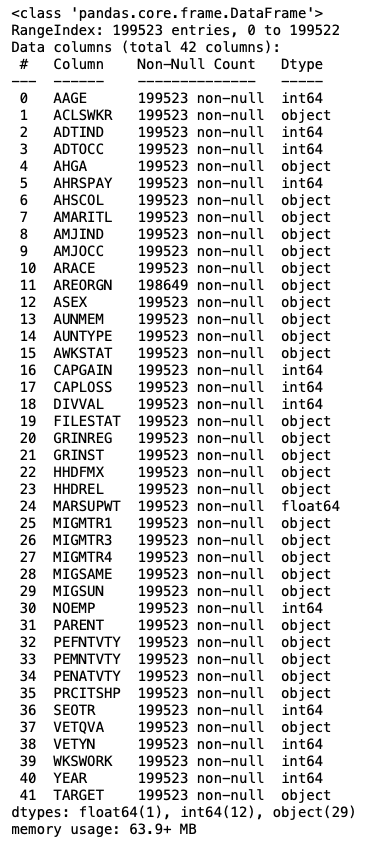 <class 'pandas.core.frame.DataFrame'>
RangeIndex: 199523 entries, 0 to 199522
Data columns (total 42 columns):
 #   Column    Non-Null Count   Dtype
---  ------    --------------   -----
 0   AAGE      199523 non-null  int64
 1   ACLSWKR   199523 non-null  object
 2   ADTIND    199523 non-null  int64
 3   ADTOCC    199523 non-null  int64
 4   AHGA      199523 non-null  object
 5   AHRSPAY   199523 non-null  int64
 6   AHSCOL    199523 non-null  object
 7   AMARITL   199523 non-null  object
 8   AMJIND    199523 non-null  object
 9   AMJOCC    199523 non-null  object
 10  ARACE     199523 non-null  object
 11  AREORGN   198649 non-null  object
 12  ASEX      199523 non-null  object
 13  AUNMEM    199523 non-null  object
 14  AUNTYPE   199523 non-null  object
 15  AWKSTAT   199523 non-null  object
 16  CAPGAIN   199523 non-null  int64
 17  CAPLOSS   199523 non-null  int64
 18  DIVVAL    199523 non-null  int64
 19  FILESTAT  199523 non-null  object
 20  GRINREG   199523 non-null  object
 21  GRINST    199523 non-null  object
 22  HHDFMX    199523 non-null  object
 23  HHDREL    199523 non-null  object
 24  MARSUPWT  199523 non-null  float64
 25  MIGMTR1   199523 non-null  object
 26  MIGMTR3   199523 non-null  object
 27  MIGMTR4   199523 non-null  object
 28  MIGSAME   199523 non-null  object
 29  MIGSUN    199523 non-null  object
 30  NOEMP     199523 non-null  int64
 31  PARENT    199523 non-null  object
 32  PEFNTVTY  199523 non-null  object
 33  PEMNTVTY  199523 non-null  object
 34  PENATVTY  199523 non-null  object
 35  PRCITSHP  199523 non-null  object
 36  SEOTR     199523 non-null  int64
 37  VETQVA    199523 non-null  object
 38  VETYN     199523 non-null  int64
 39  WKSWORK   199523 non-null  int64
 40  YEAR      199523 non-null  int64
 41  TARGET    199523 non-null  object
dtypes: float64(1), int64(12), object(29)
memory usage: 63.9+ MB